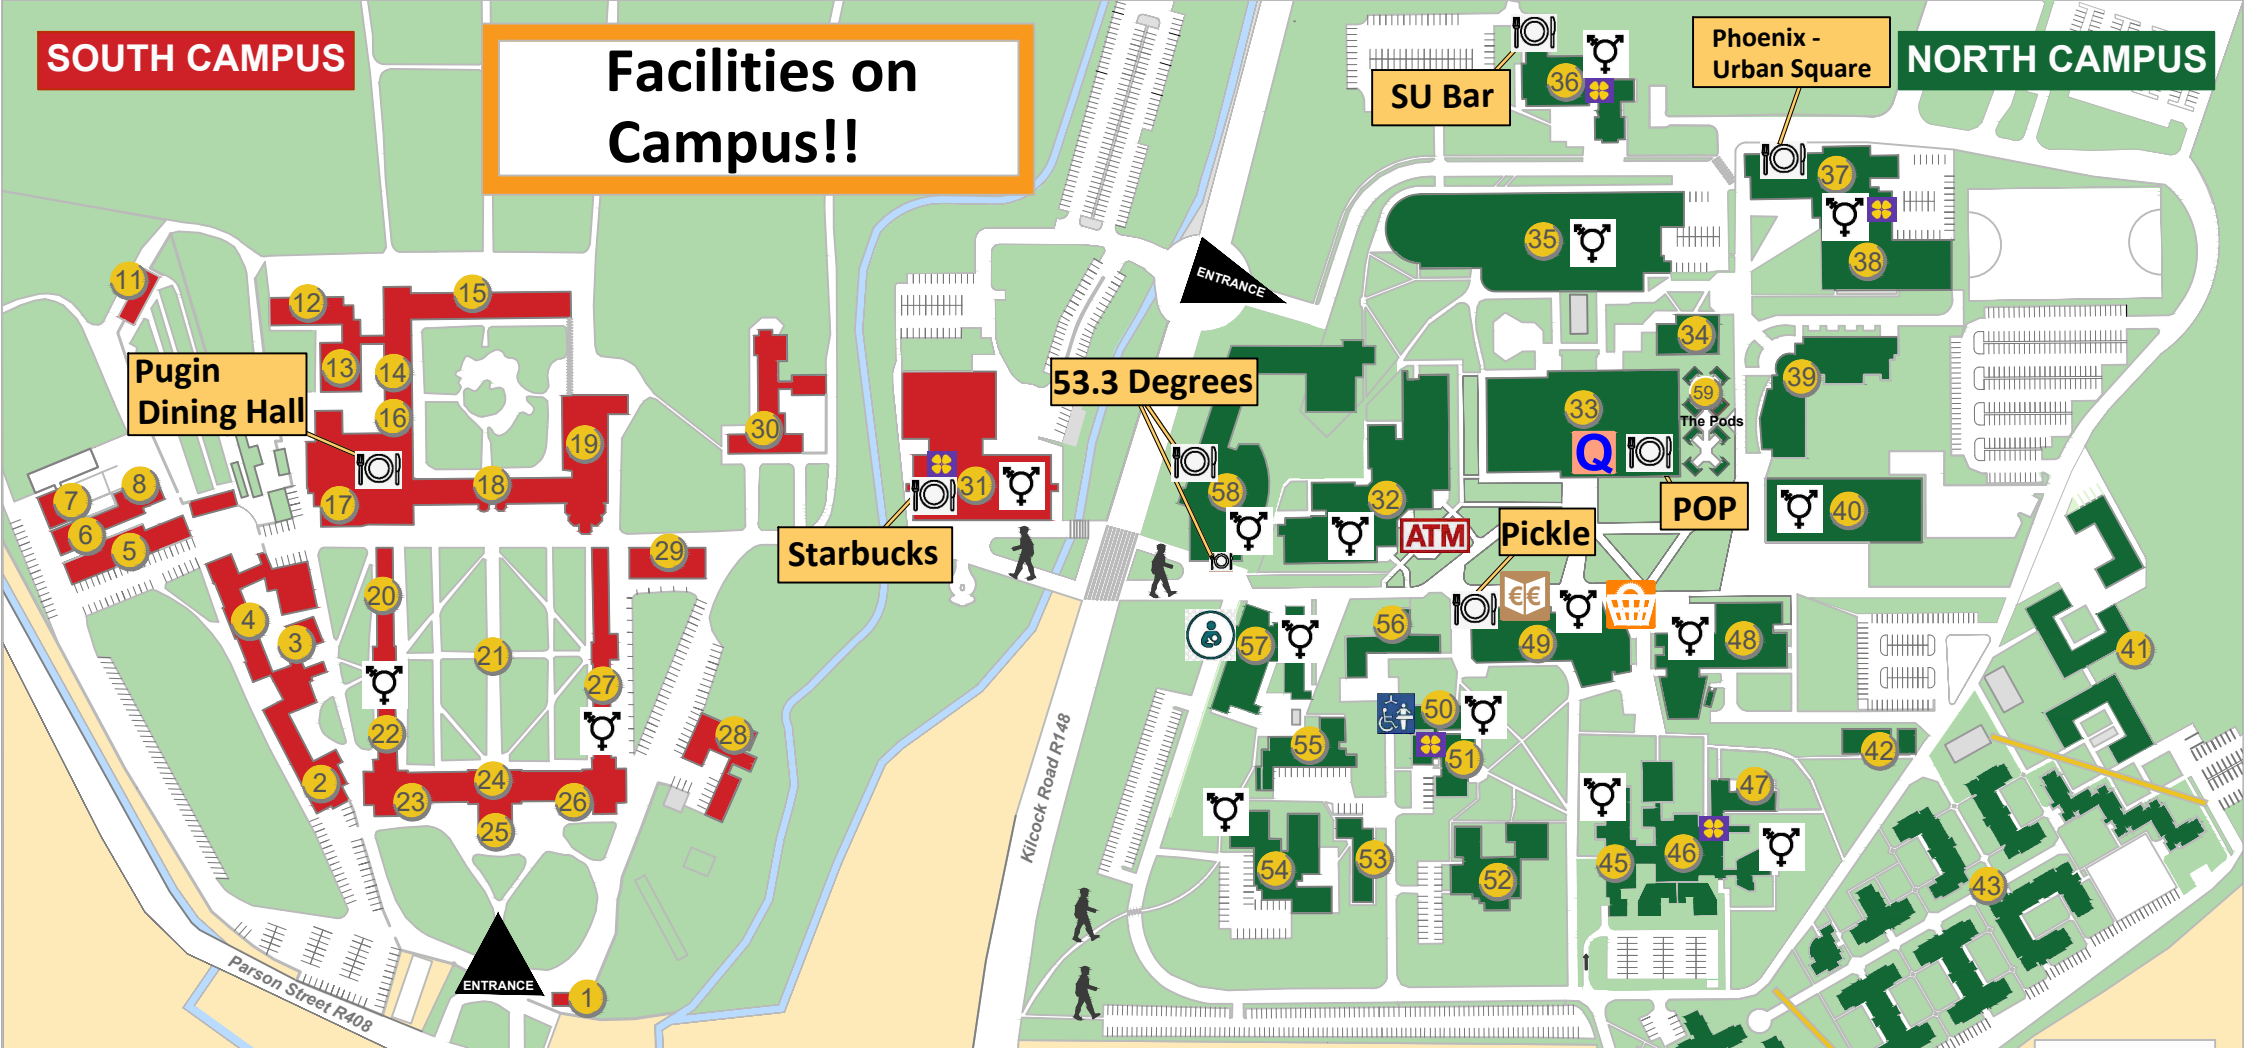 SOUTH CAMPUS
Facilities on
Campus!!
SU Bar
Phoenix -
Urban Square
NORTH CAMPUS
36
37
35
38
ENTRANCE
11
12
15
13
14
16
Pugin
Dining Hall
19
30
53.3 Degrees
34
33
59
The Pods
39
Q
POP
7
8
6
5
17
18
31
Starbucks
58
32
ATM
Pickle
40
29
20
4
3
21
27
22
28
2
23
24
26
25
57
56
€€
49
48
41
50
55
51
42
47
54
53
52
45
46
43
Kilcock Road R148
ENTRANCE
1
Parson Street R408